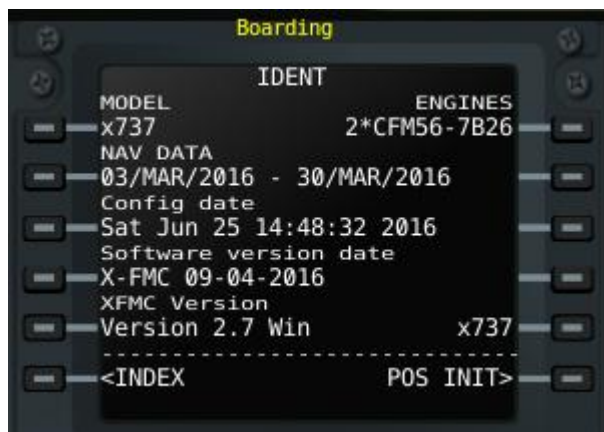 Boarding
IDENT
MODEL ENGINES
x737 2*CFM56-7B26
NAV DATA
03/MAR/2016 - 30/MAR/2016
Config date
Sat Jun 25 14:48:32 2016
Software version date
X-FMC 09-04-2016
XFMC Version
Version 2.7 Win x737
--------------------------------------
<INDEX POS INIT>